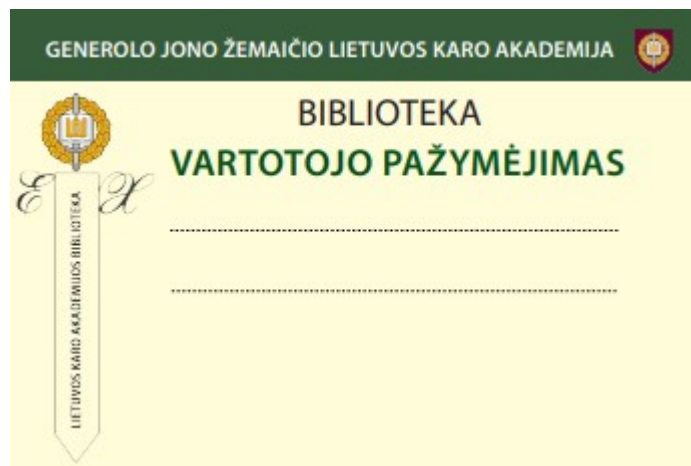 GENEROLO JONO ŽEMAIČIO LIETUVOS KARO AKADEMIJA
BIBLIOTEKA
VARTOTOJO PAŽYMĖJIMAS
E X
LIETUVOS KARO AKADEMIJOS BIBLIOTEKA